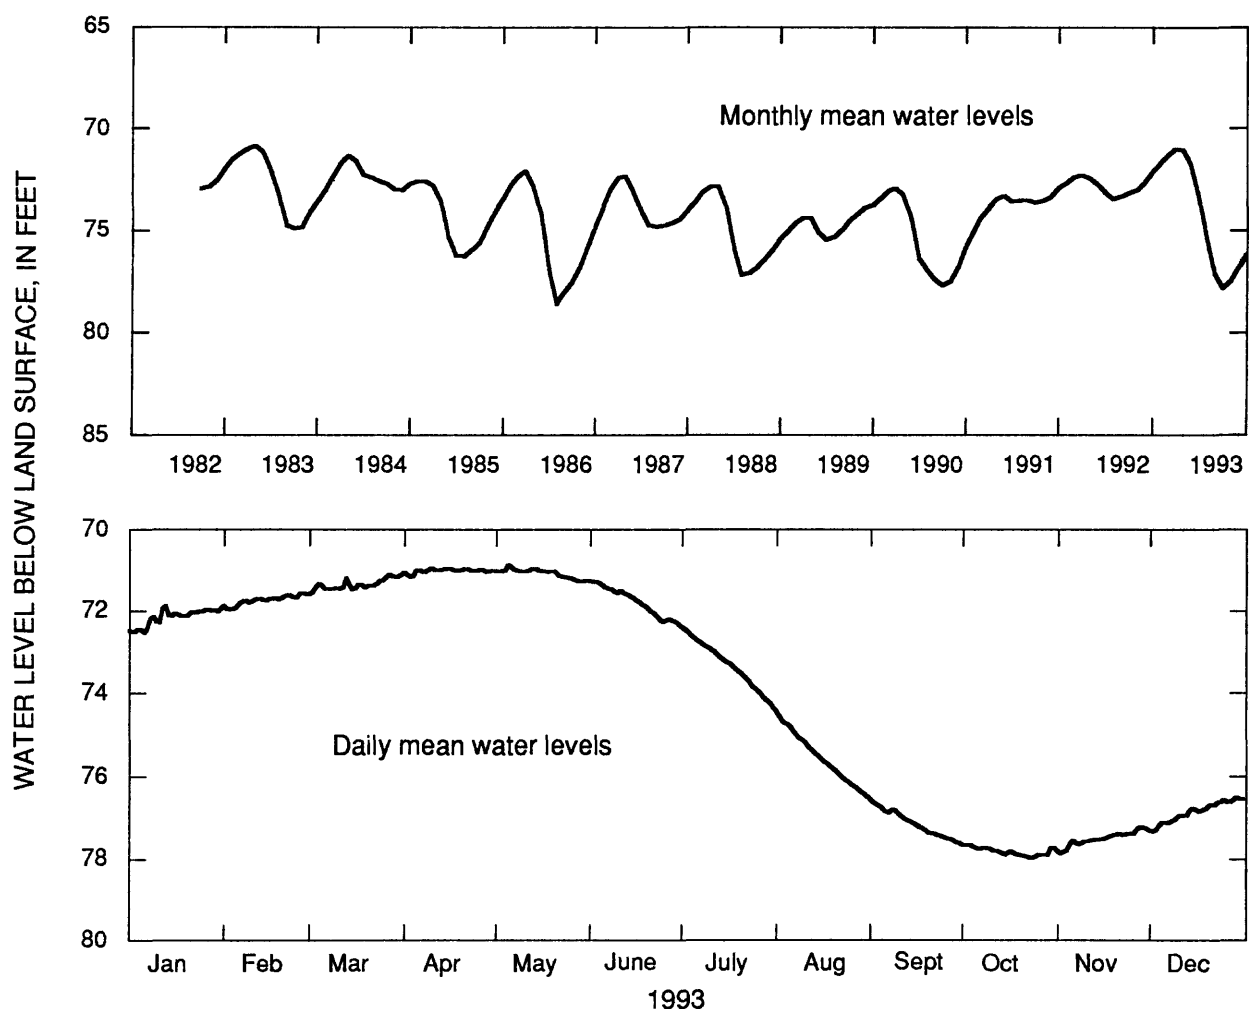 WATER LEVEL BELOW LAND SURFACE, IN FEET
65
70
75
80
85
Monthly mean water levels
1982 1983 1984 1985 1986 1987 1988 1989 1990 1991 1992 1993
70
72
74
76
78
80
Daily mean water levels
Jan Feb Mar Apr May June July Aug Sept Oct Nov Dec
1993